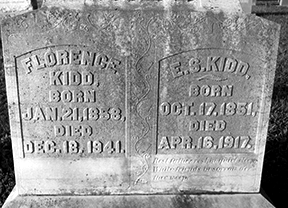 FLORENCE
KIDD,
BORN
JAN. 21, 1858,
DIED
DEC. 18, 1941.
E. S. KIDD,
BORN
OCT. 17, 1851,
DIED
APR. 16, 1917.